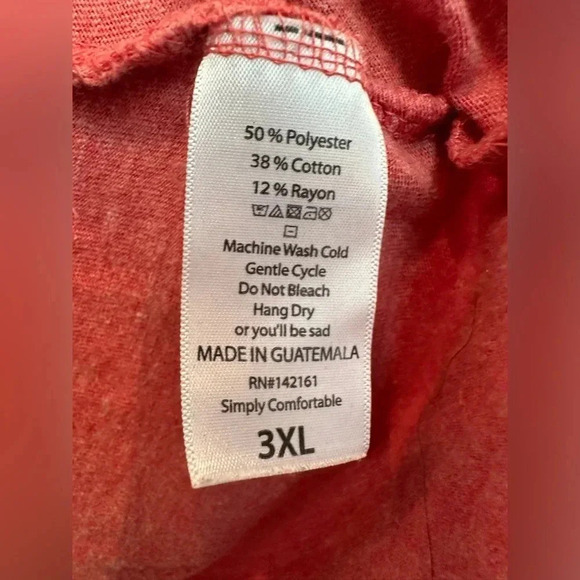 50 % Polyester
38 % Cotton
12 % Rayon
Machine Wash Cold
Gentle Cycle
Do Not Bleach
Hang Dry
or you'll be sad
MADE IN GUATEMALA
RN#142161
Simply Comfortable
3XL